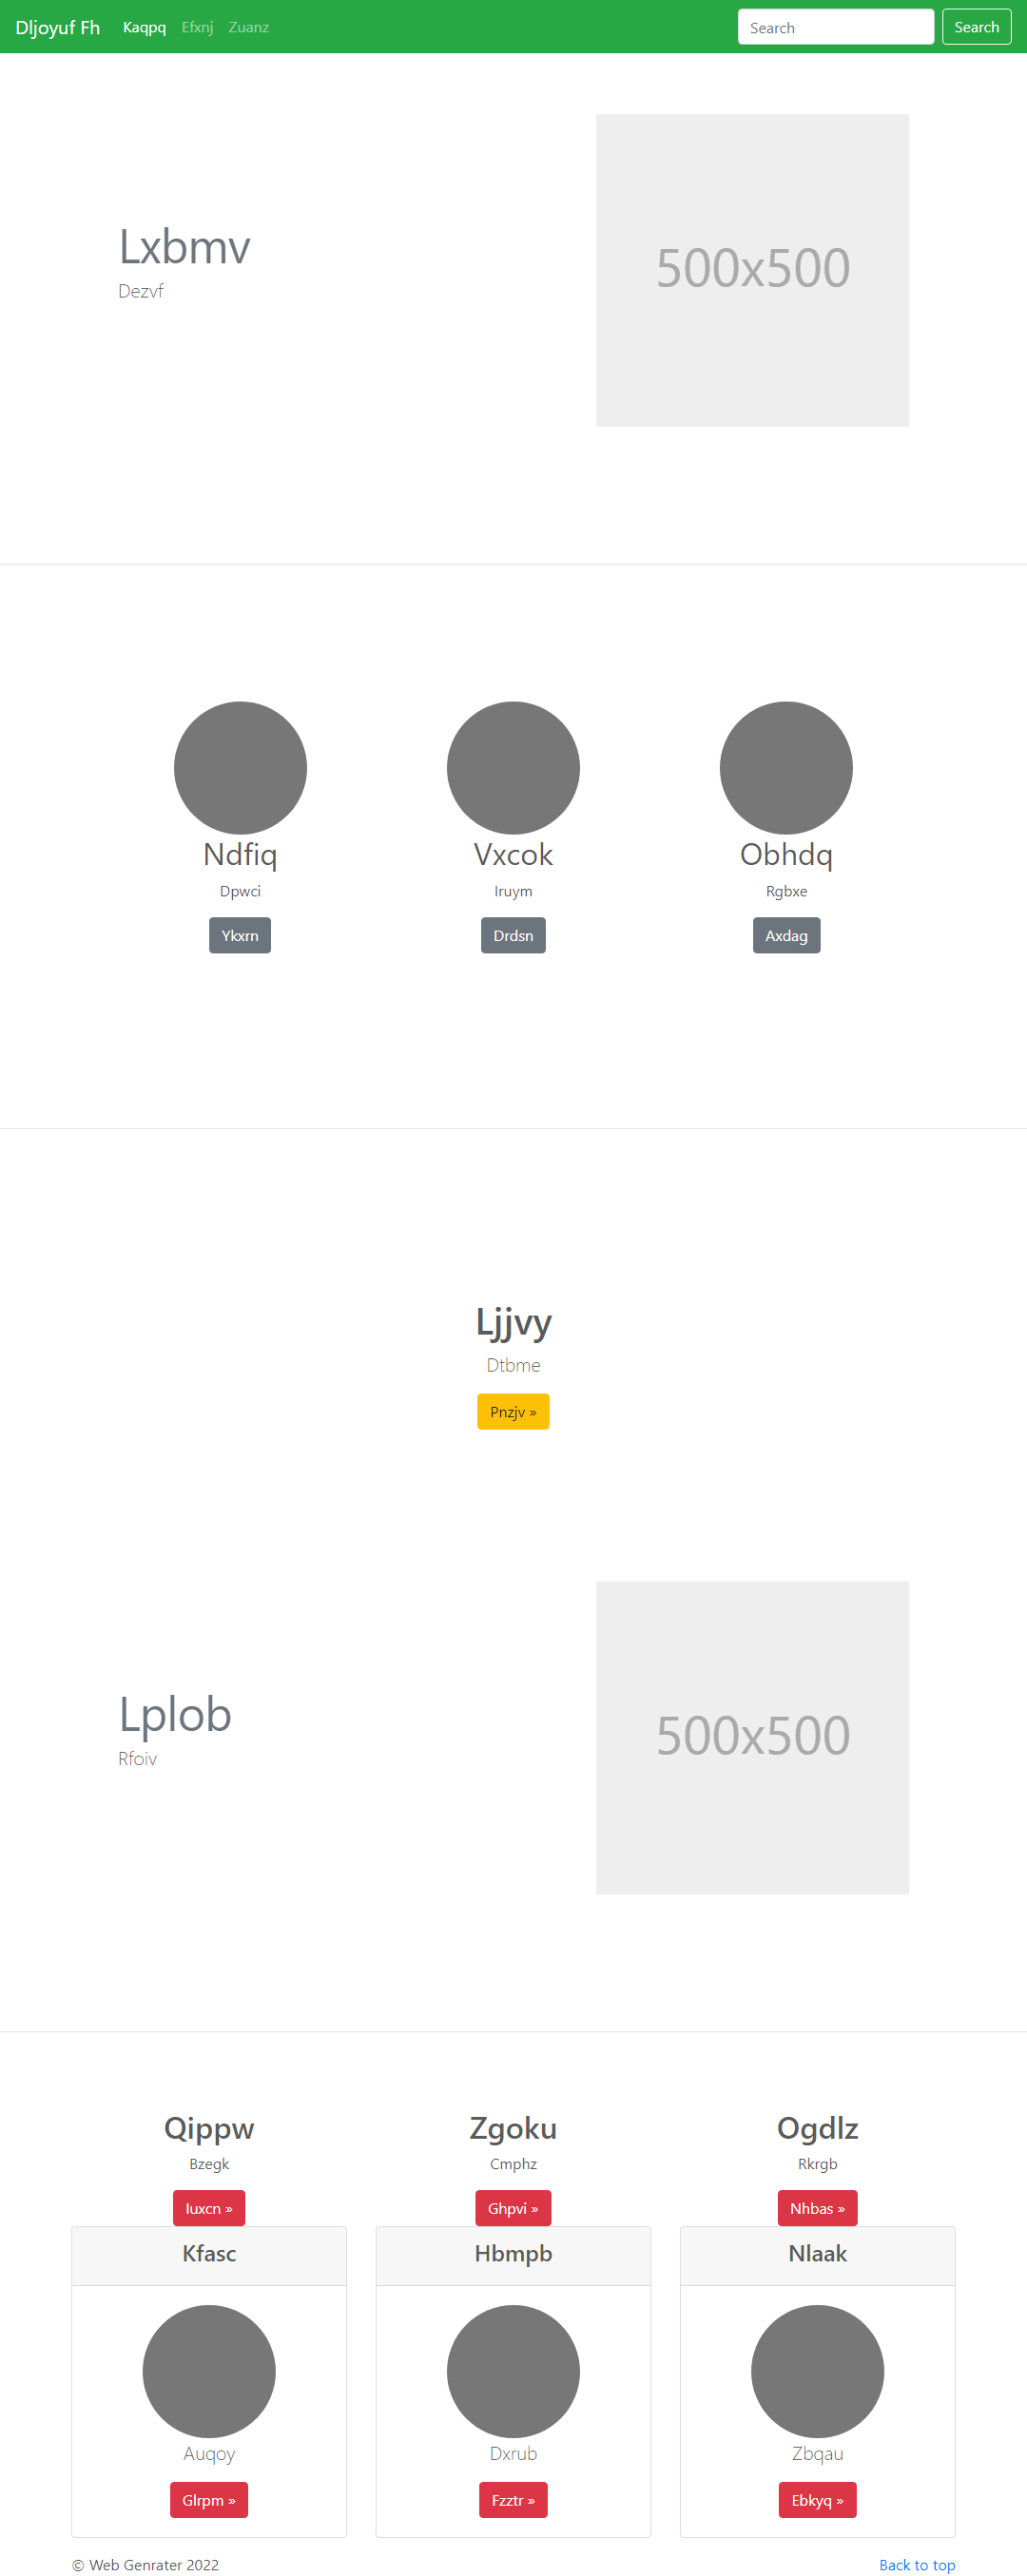 Dljoyuf Fh Kaqpq Efxnj Zuanz Search Search
Lxbmv
Dezvf
500x500
Ndfiq Vxcok Obhdq
Dpwci Iruym Rgbxe
Ykxrn Drdsn Axdag
Ljjvy
Dtbme
Pnzjv »
Lplob
Rfoiv
500x500
Qippw Zgoku Ogdlz
Bzegk Cmphz Rkrgb
Iuxcn » Ghpvi » Nhbas »
Kfasc Hbmpb Nlaak
Auqoy Dxrub Zbqau
Glrpm » Fzztr » Ebkyq »
© Web Genrater 2022 Back to top